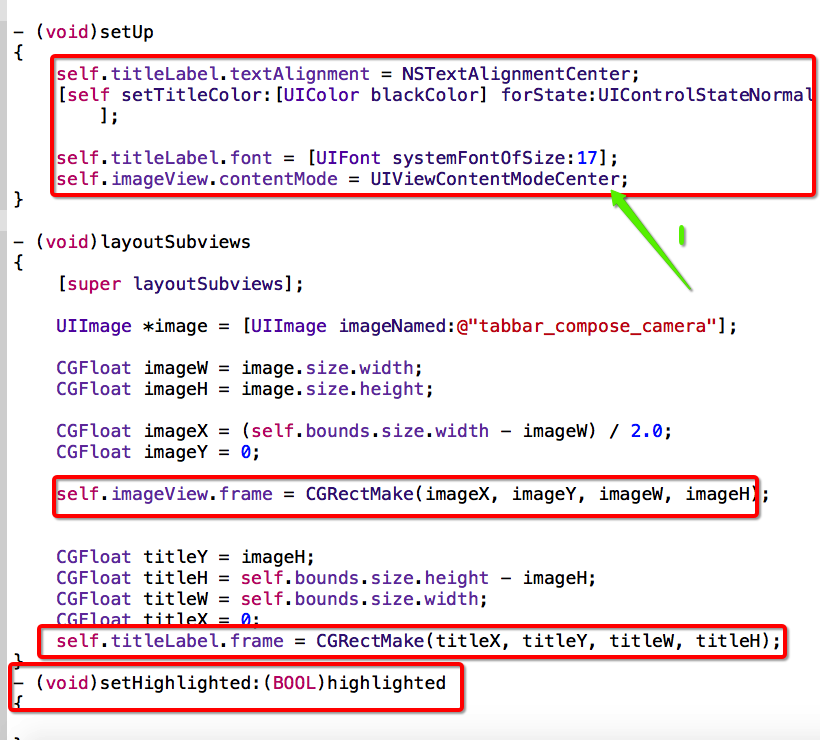 - (void)setUp
{
self.titleLabel.textAlignment = NSTextAlignmentCenter;
[self setTitleColor:[UIColor blackColor] forState:UIControlStateNormal
];
self.titleLabel.font = [UIFont systemFontOfSize:17];
self.imageView.contentMode = UIViewContentModeCenter;
}
- (void)layoutSubviews
{
[super layoutSubviews];
UIImage *image = [UIImage imageNamed:@"tabbar_compose_camera"];
CGFloat imageW = image.size.width;
CGFloat imageH = image.size.height;
CGFloat imageX = (self.bounds.size.width - imageW) / 2.0;
CGFloat imageY = 0;
self.imageView.frame = CGRectMake(imageX, imageY, imageW, imageH);
CGFloat titleY = imageH;
CGFloat titleH = self.bounds.size.height - imageH;
CGFloat titleW = self.bounds.size.width;
CGFloat titleX = 0;
self.titleLabel.frame = CGRectMake(titleX, titleY, titleW, titleH);
}
- (void)setHighlighted:(BOOL)highlighted
{